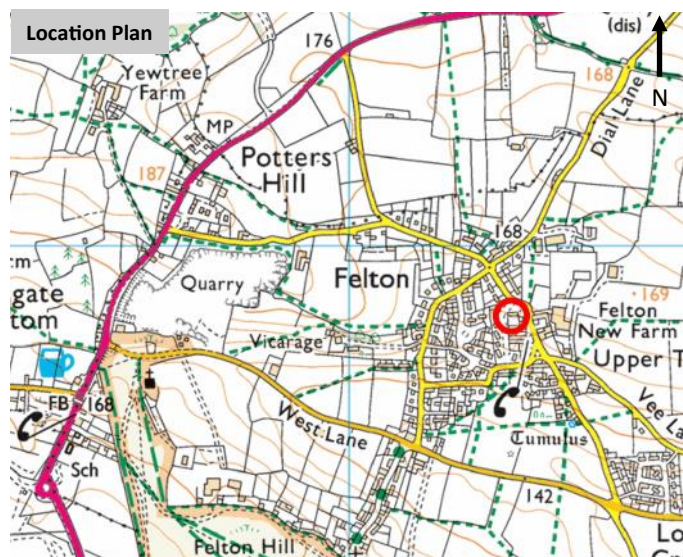 Location Plan
(dis)
N
176
168
Yewtree
Farm
MP
Dial Lane
Potters
Hill
187
168
Quarry
Felton
169
Felton
New Farm
gate
tom
Vicarage
Upper T
FB
168
West Lane
Vee La
Tumulus
Sch
142
Felton Hill
Lo